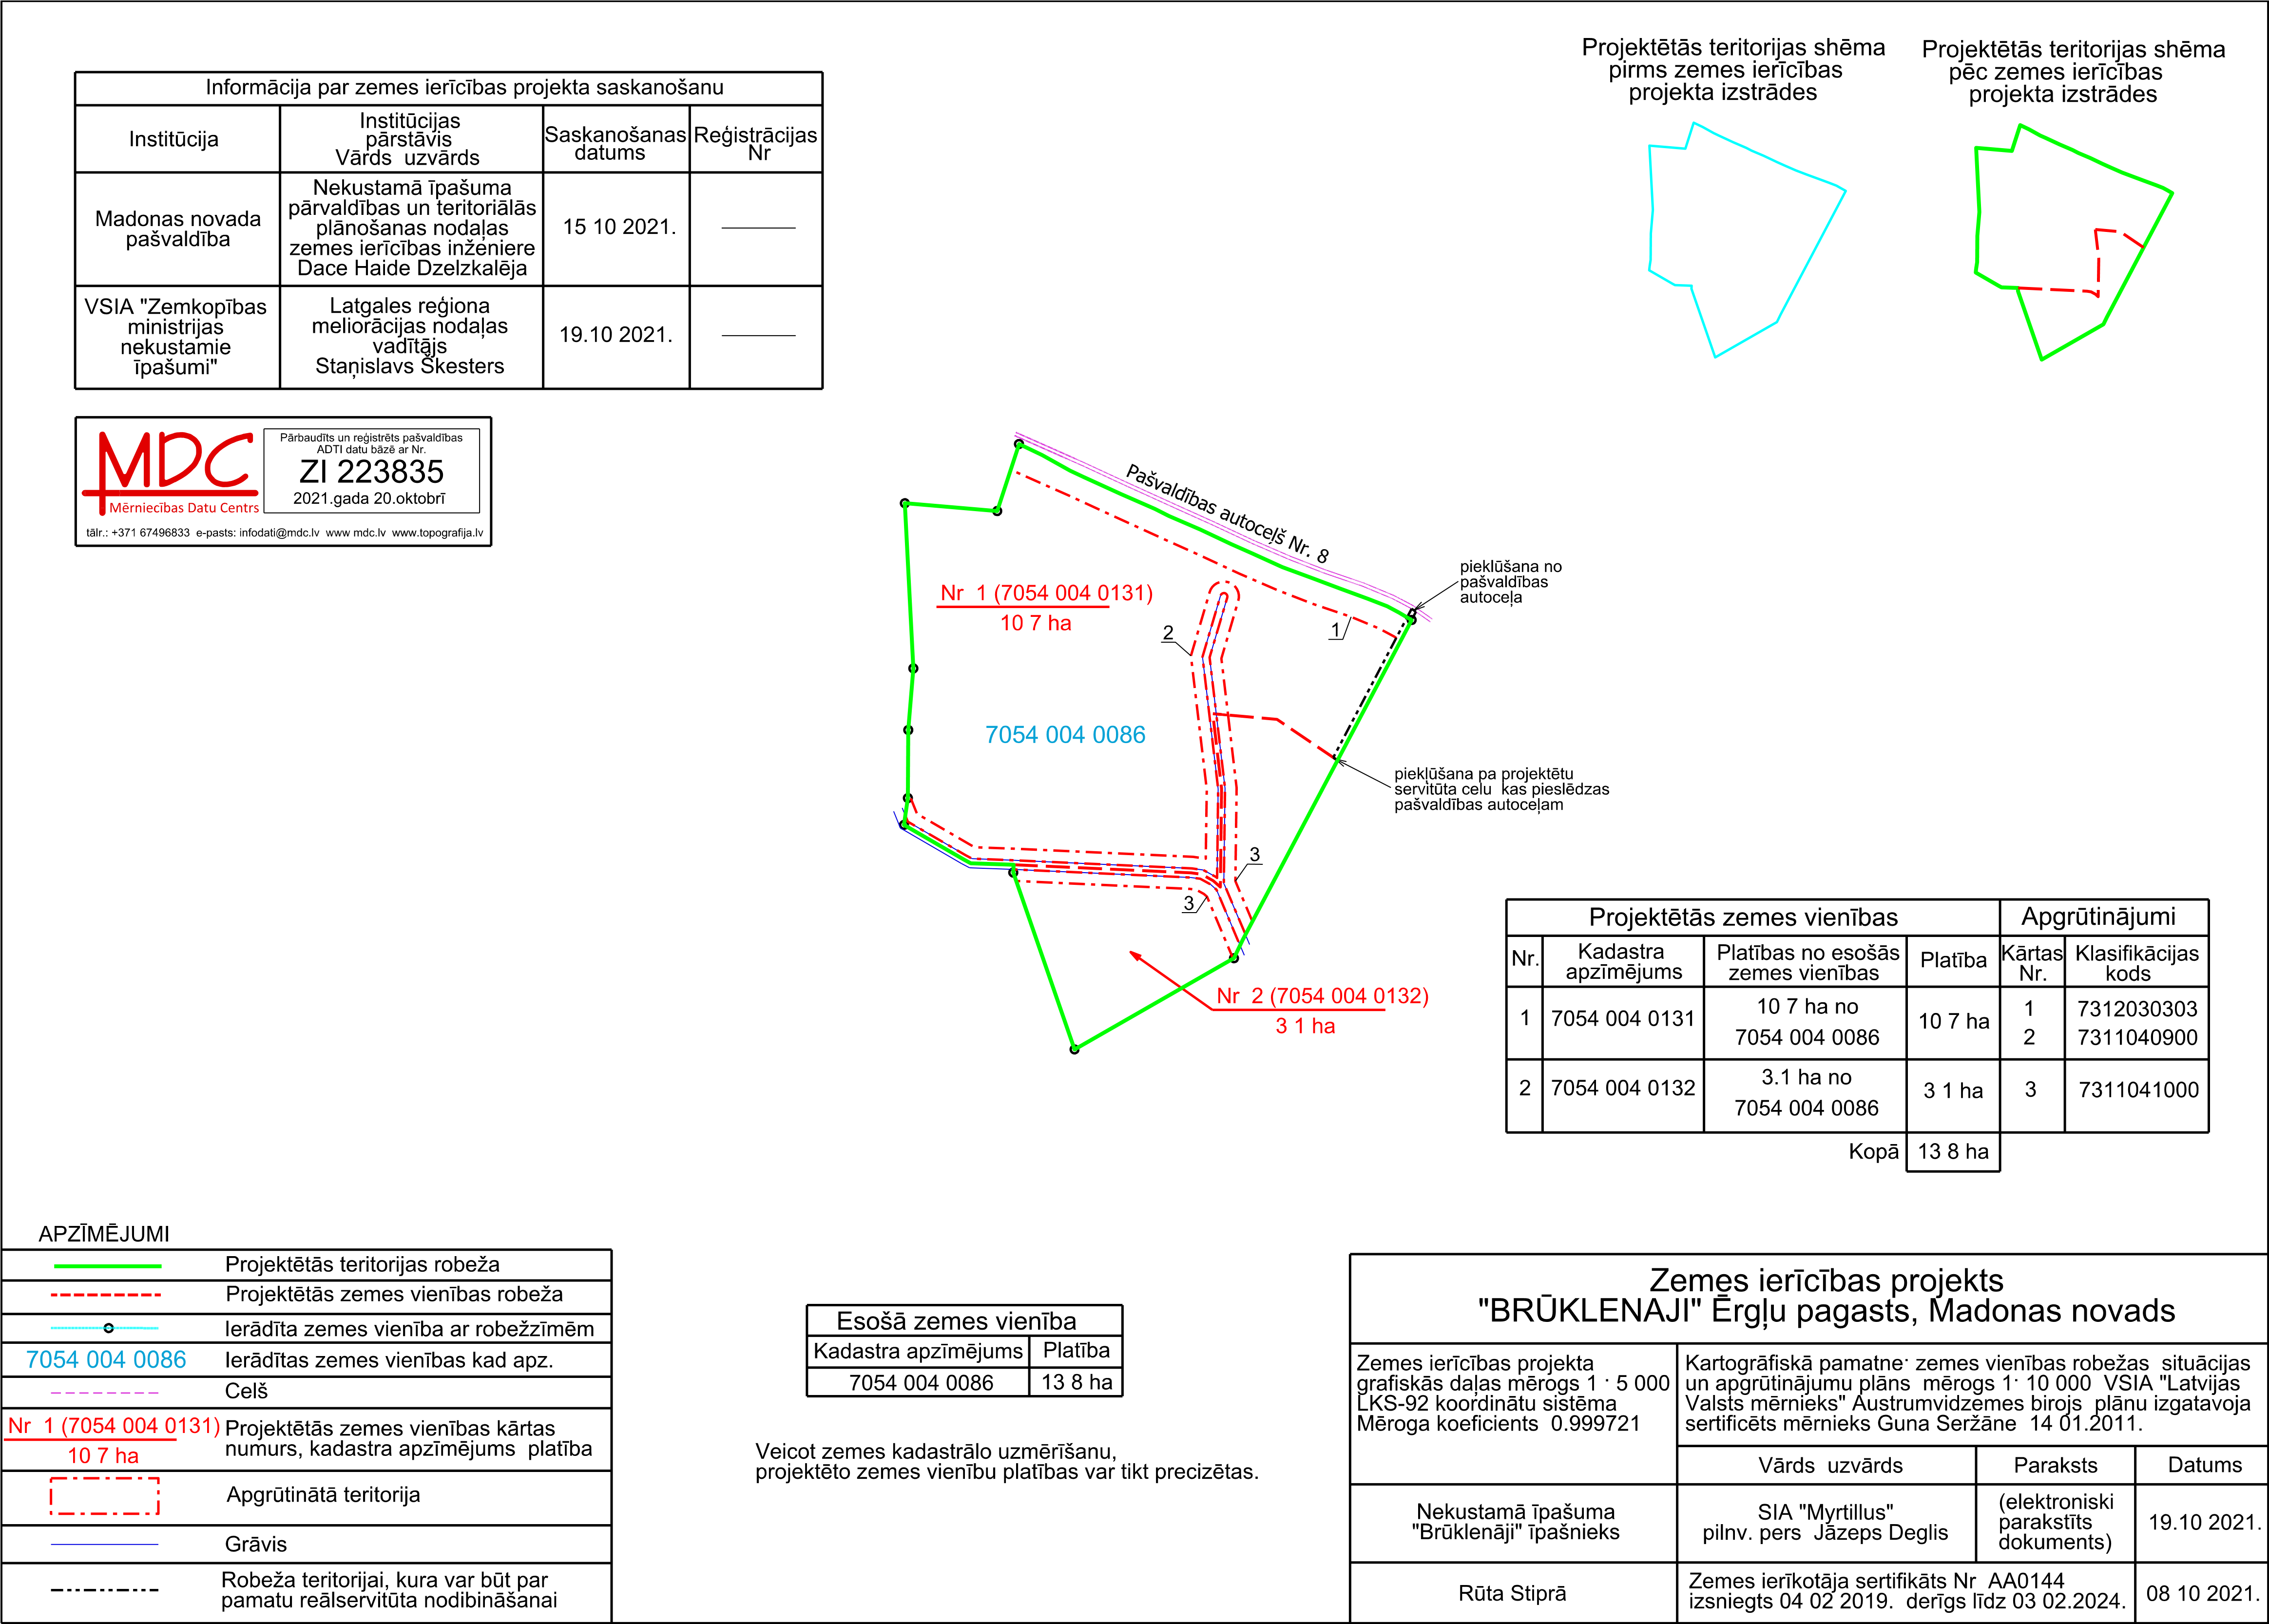 Projektētās teritorijas shēma
pirms zemes ierīcības
projekta izstrādes
Projektētās teritorijas shēma
pēc zemes ierīcības
projekta izstrādes
Informācija par zemes ierīcības projekta saskanošanu
Institūcija
Institūcijas
pārstāvis
Vārds uzvārds
Saskanošanas
datums
Reģistrācijas
Nr
Madonas novada
pašvaldība
Nekustamā īpašuma
pārvaldības un teritoriālās
plānošanas nodaļas
zemes ierīcības inženiere
Dace Haide Dzelzkalēja
15 10 2021.
VSIA "Zemkopības
ministrijas
nekustamie
īpašumi"
Latgales reģiona
meliorācijas nodaļas
vadītājs
Staņislavs Škesters
19.10 2021.
MDC
Mērniecības Datu Centrs
Pārbaudīts un reģistrēts pašvaldības
ADTI datu bāzē ar Nr.
ZI 223835
2021.gada 20.oktobrī
tālr.: +371 67496833 e-pasts: infodati@mdc.lv www mdc.lv www.topografija.lv
Pašvaldības autoceļš Nr. 8
piekļūšana no
pašvaldības
autoceļa
Nr 1 (7054 004 0131)
10 7 ha
2
1
7054 004 0086
piekļūšana pa projektētu
servitūta celu kas pieslēdzas
pašvaldības autoceļam
3
3
Nr 2 (7054 004 0132)
3 1 ha
Projektētās zemes vienības
Apgrūtinājumi
Nr.
Kadastra
apzīmējums
Platības no esošās
zemes vienības
Platība
Kārtas
Nr.
Klasifikācijas
kods
1
7054 004 0131
10 7 ha no
7054 004 0086
10 7 ha
1
7312030303
2
7311040900
2
7054 004 0132
3.1 ha no
7054 004 0086
3 1 ha
3
7311041000
Kopā
13 8 ha
APZĪMĒJUMI
Projektētās teritorijas robeža
Projektētās zemes vienības robeža
Ierādīta zemes vienība ar robežzīmēm
7054 004 0086
Ierādītas zemes vienības kad apz.
Celš
Nr 1 (7054 004 0131)
10 7 ha
Projektētās zemes vienības kārtas
numurs, kadastra apzīmējums platība
Apgrūtinātā teritorija
Grāvis
Robeža teritorijai, kura var būt par
pamatu reālservitūta nodibināšanai
Esošā zemes vienība
Kadastra apzīmējums
Platība
7054 004 0086
13 8 ha
Veicot zemes kadastrālo uzmērīšanu,
projektēto zemes vienību platības var tikt precizētas.
Zemes ierīcības projekts
"BRŪKLENĀJI" Ērgļu pagasts, Madonas novads
Zemes ierīcības projekta
grafiskās daļas mērogs 1 : 5 000
LKS-92 koordinātu sistēma
Mēroga koeficients 0.999721
Kartogrāfiskā pamatne: zemes vienības robežas situācijas
un apgrūtinājumu plāns mērogs 1: 10 000 VSIA "Latvijas
Valsts mērnieks" Austrumvidzemes birojs plānu izgatavoja
sertificēts mērnieks Guna Seržāne 14 01.2011.
Vārds uzvārds
Paraksts
Datums
Nekustamā īpašuma
"Brūklenāji" īpašnieks
SIA "Myrtillus"
pilnv. pers Jāzeps Deglis
(elektroniski
parakstīts
dokuments)
19.10 2021.
Rūta Stiprā
Zemes ierīkotāja sertifikāts Nr AA0144
izsniegts 04 02 2019. derīgs līdz 03 02.2024.
08 10 2021.